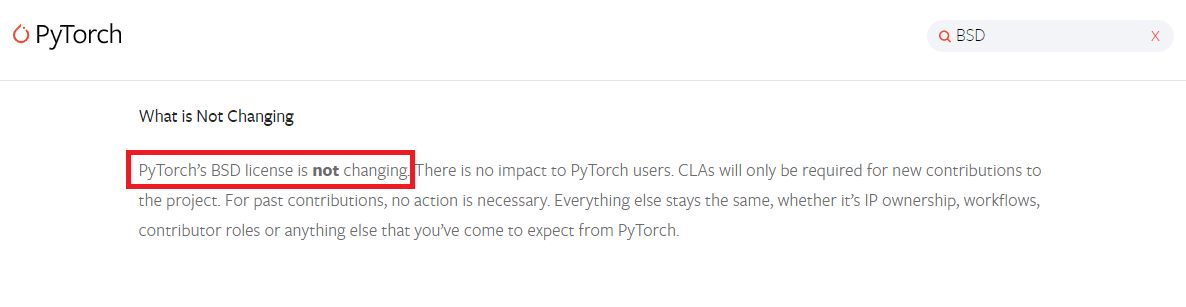 PyTorch
BSD
X
What is Not Changing
PyTorch’s BSD license is not changing. There is no impact to PyTorch users. CLAs will only be required for new contributions to
the project. For past contributions, no action is necessary. Everything else stays the same, whether it’s IP ownership, workflows,
contributor roles or anything else that you’ve come to expect from PyTorch.